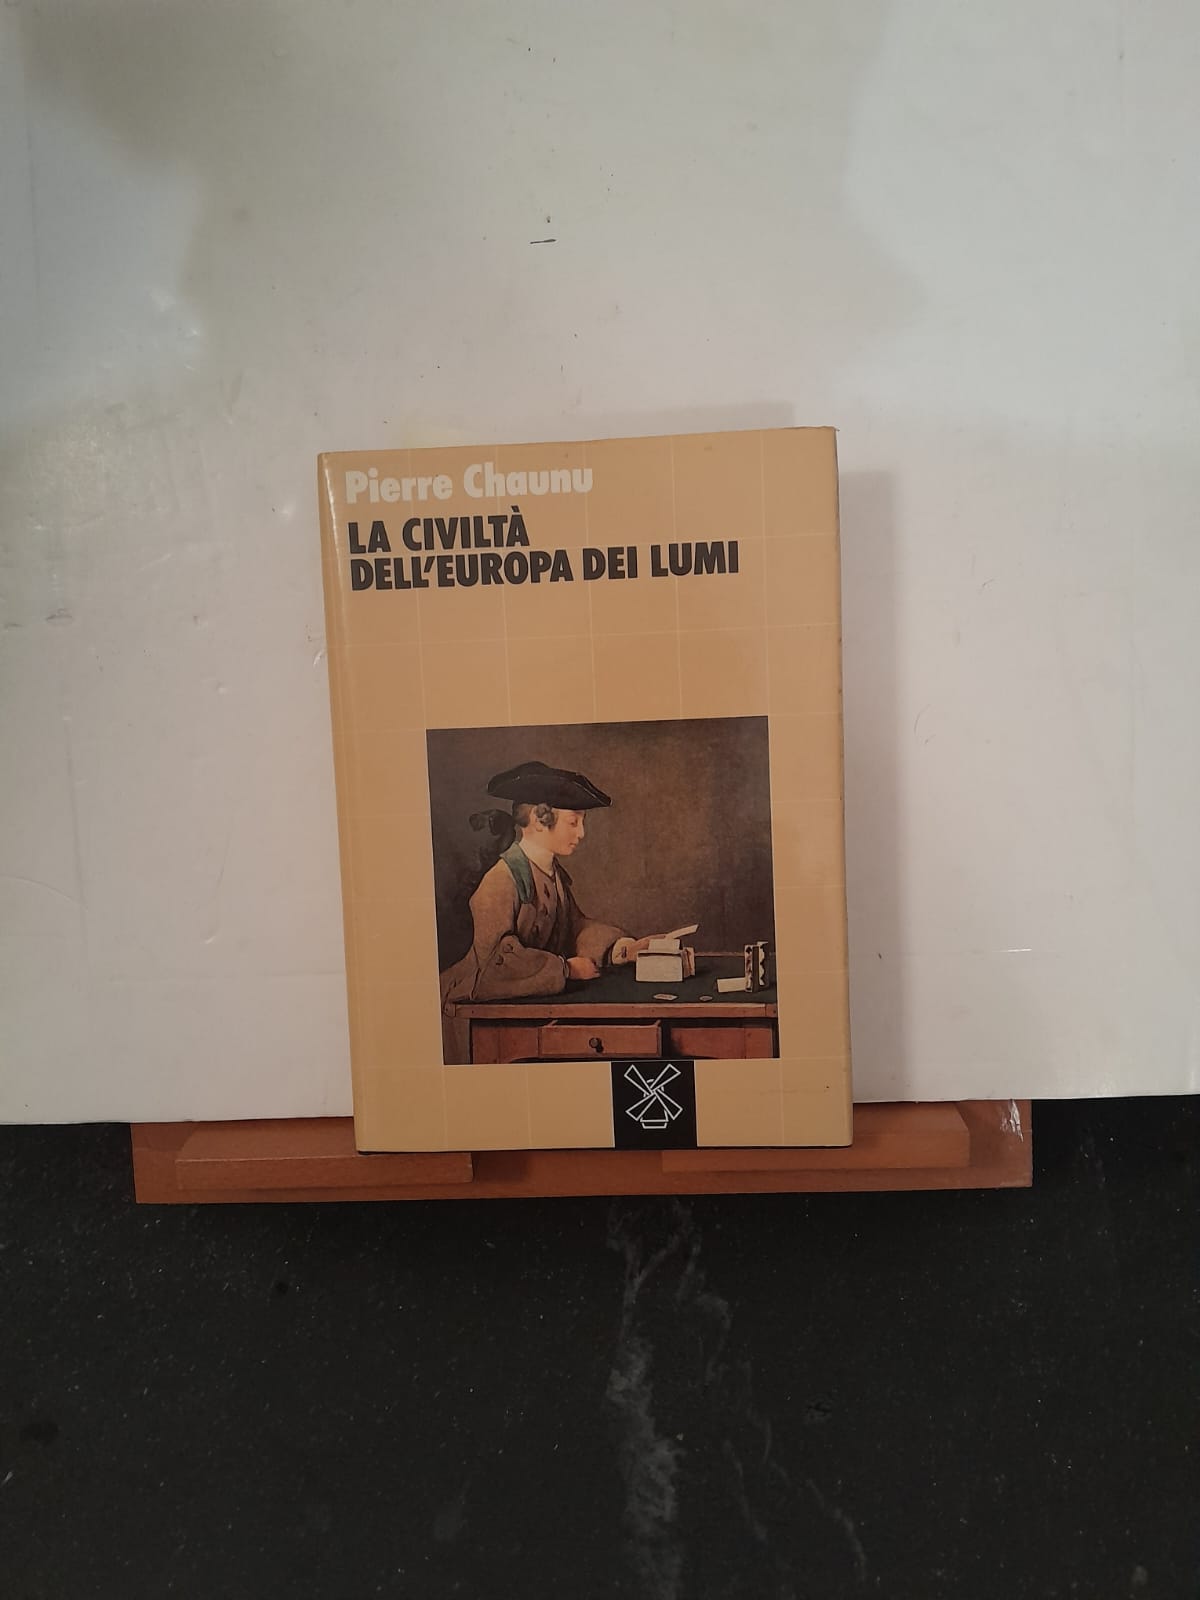 Pierre Chaunu
LA CIVILTÀ
DELL'EUROPA DEI LUMI